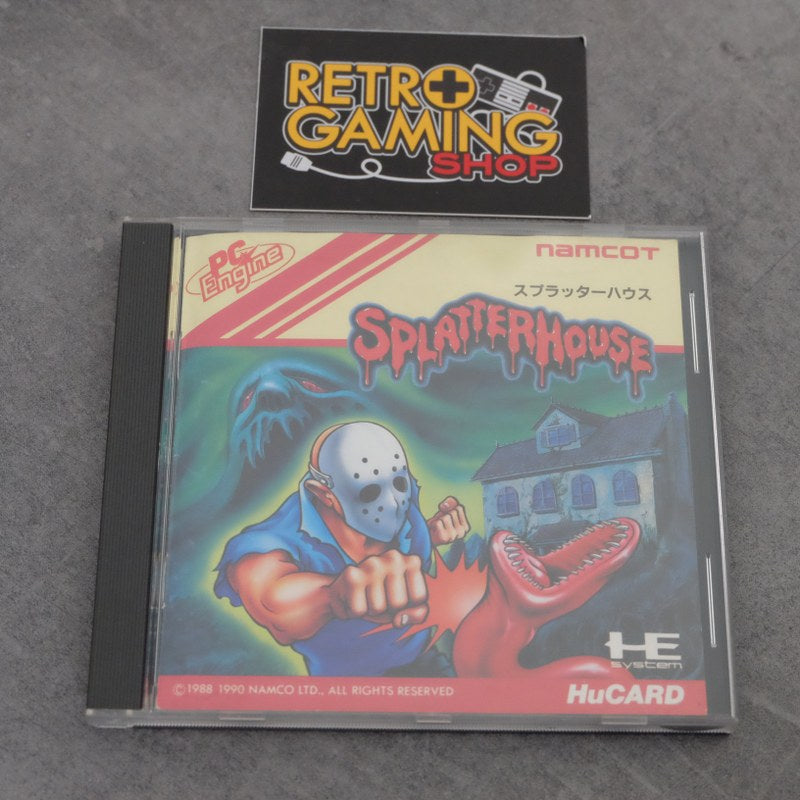 RETRO
GAMING
SHOP
PC
Engine
namcoT
スプラッターハウス
SPLATTERHOUSE
HE
system
©1988 1990 NAMCO LTD., ALL RIGHTS RESERVED
HuCARD